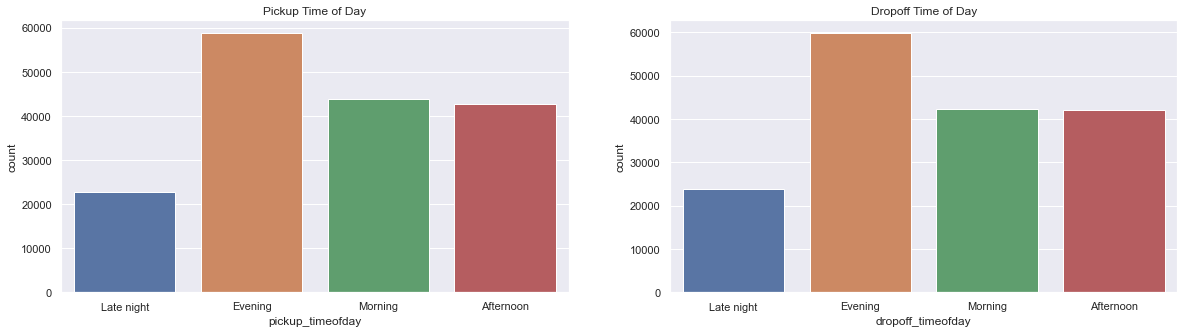 Pickup Time of Day
60000
50000
40000
30000
20000
10000
0
count
Late night Evening Morning Afternoon
pickup_timeofday
Dropoff Time of Day
60000
50000
40000
30000
20000
10000
0
count
Late night Evening Morning Afternoon
dropoff_timeofday